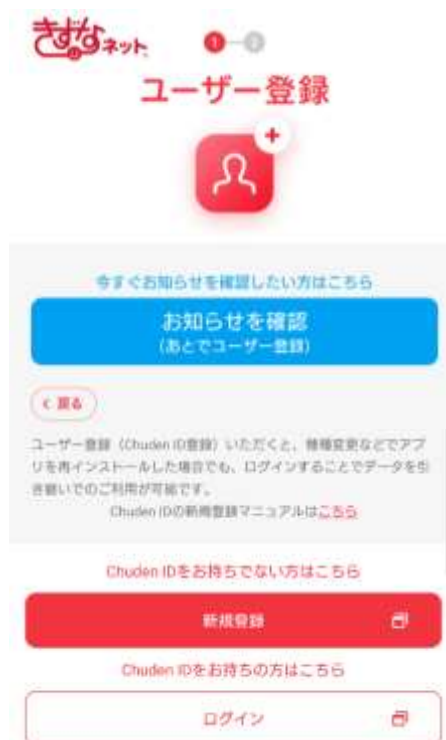 きずなネット
1 2
ユーザー登録
今すぐお知らせを確認したい方はこちら
お知らせを確認
(あとでユーザー登録)
< 戻る
ユーザー登録（Chuden ID登録）いただくと、機種変更などでアプ
リを再インストールした場合でも、ログインすることでデータを引
き継いでのご利用が可能です。
Chuden IDの新規登録マニュアルはこちら
Chuden IDをお持ちでない方はこちら
新規登録
Chuden IDをお持ちの方はこちら
ログイン